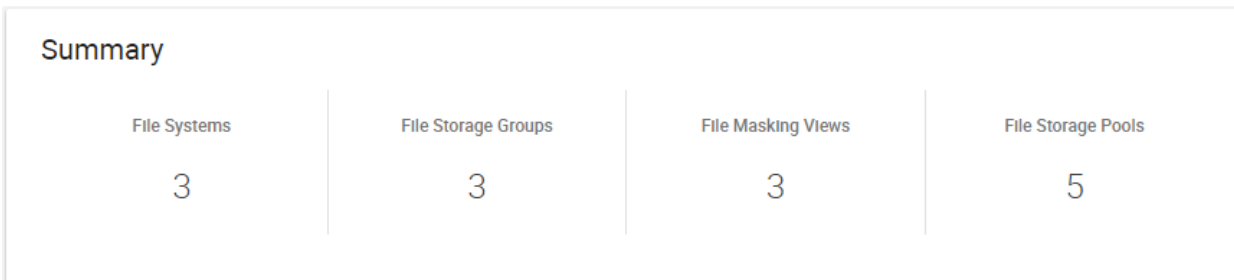 Summary
File Systems File Storage Groups File Masking Views File Storage Pools
3 3 3 5